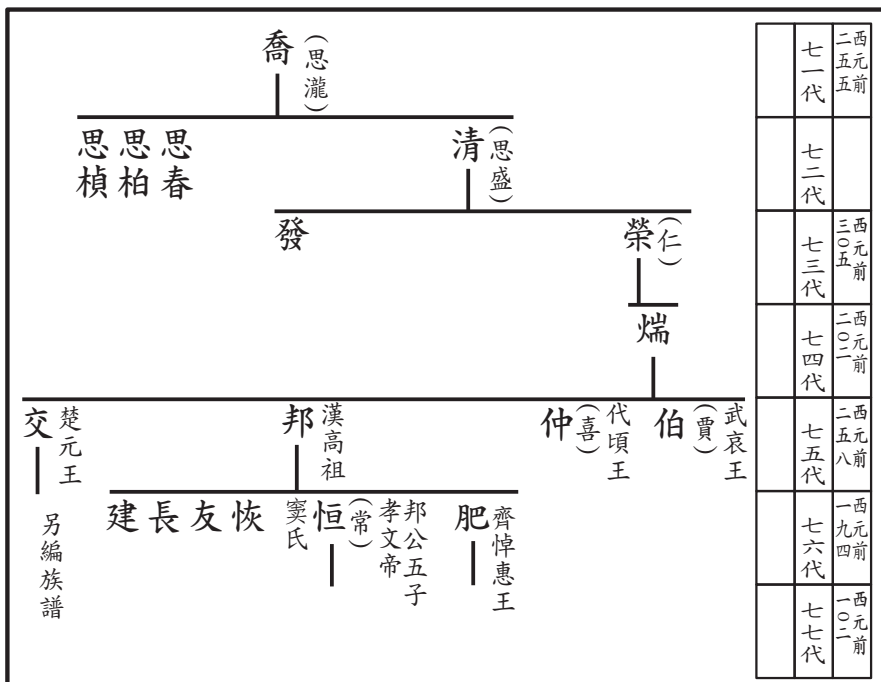 西元前
二五五
七一代
七二代
西元前
三0五
七三代
西元前
二0二
七四代
西元前
二五八
七五代
西元前
一九四
七六代
西元前
一0二
七七代
喬
(思瀧)
清
(思盛)
思春
思柏
思楨
榮
(仁)
發
煓
武哀王
伯
(賈)
代頃王
仲
(喜)
漢高祖
邦
楚元王
交
齊悼惠王
肥
邦公五子
孝文帝
恒
(常)
竇氏
恢
友
長
建
另編族譜